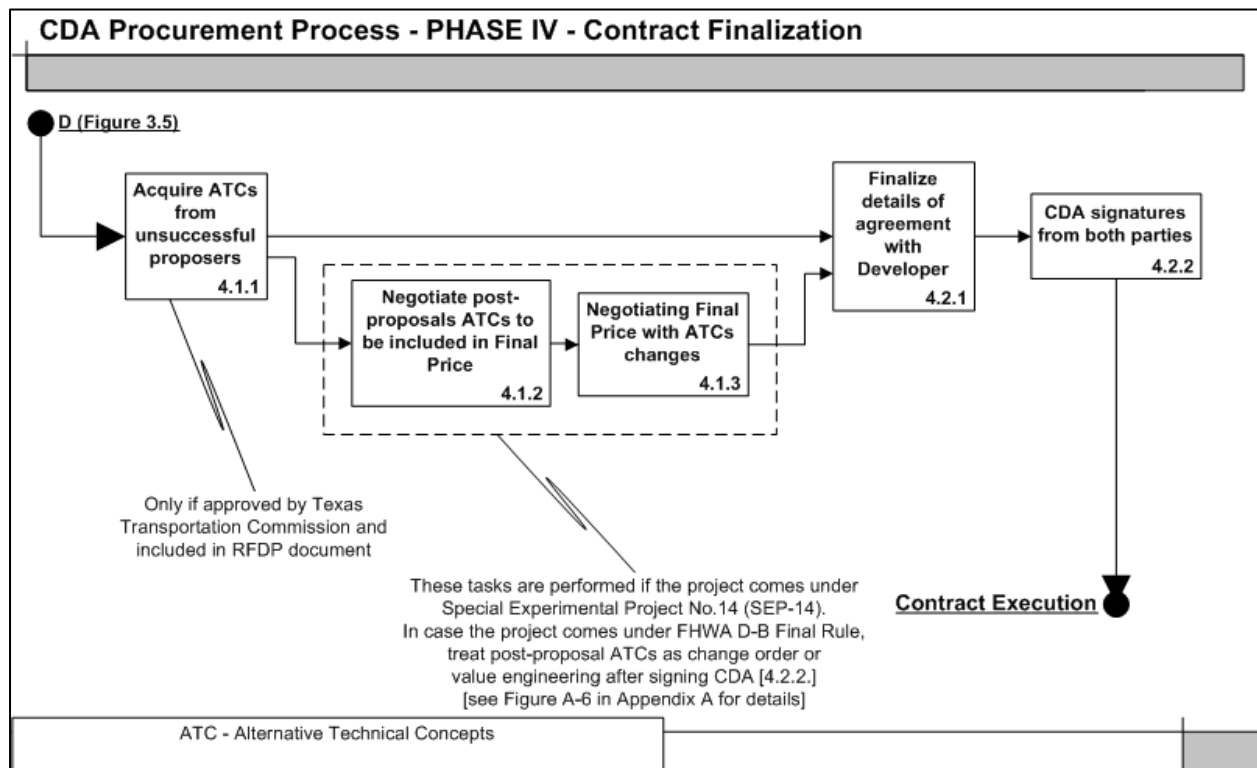 CDA Procurement Process - PHASE IV - Contract Finalization
D (Figure 3.5)
Acquire ATCs
from
unsuccessful
proposers
4.1.1
Negotiate post-
proposals ATCs to
be included in Final
Price
4.1.2
Negotiating Final
Price with ATCs
changes
4.1.3
Finalize
details of
agreement
with
Developer
4.2.1
CDA signatures
from both parties
4.2.2
Only if approved by Texas
Transportation Commission and
included in RFDP document
These tasks are performed if the project comes under
Special Experimental Project No.14 (SEP-14).
In case the project comes under FHWA D-B Final Rule,
treat post-proposal ATCs as change order or
value engineering after signing CDA [4.2.2.]
[see Figure A-6 in Appendix A for details]
Contract Execution
ATC - Alternative Technical Concepts